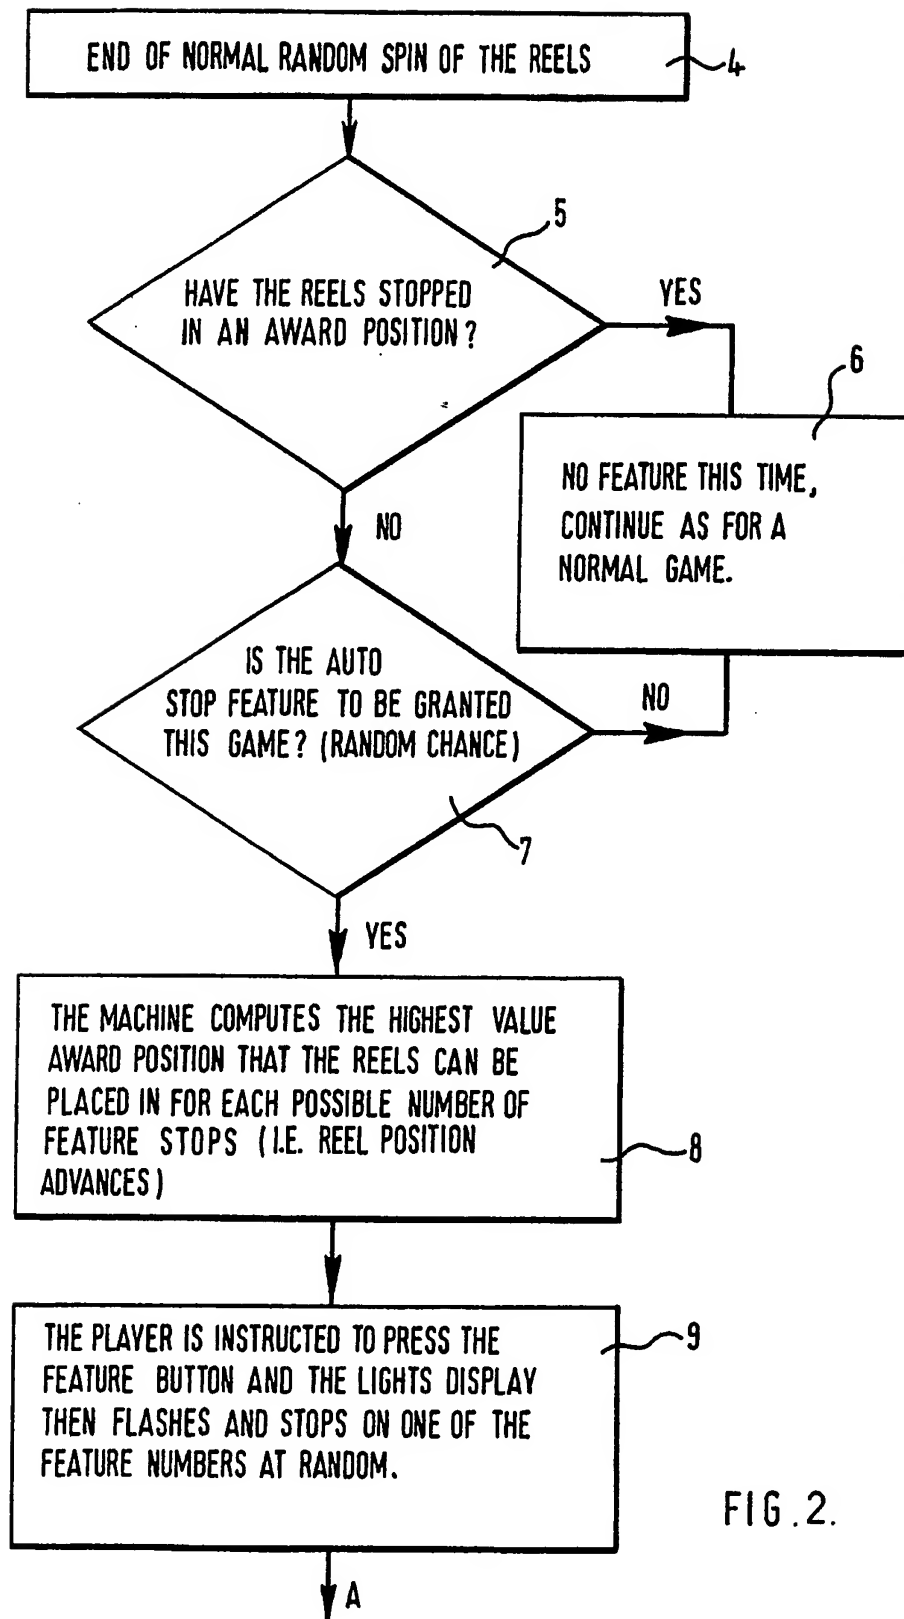 END OF NORMAL RANDOM SPIN OF THE REELS
4
5
HAVE THE REELS STOPPED
IN AN AWARD POSITION?
YES
6
NO FEATURE THIS TIME,
CONTINUE AS FOR A
NORMAL GAME.
NO
IS THE AUTO
STOP FEATURE TO BE GRANTED
THIS GAME? (RANDOM CHANCE)
NO
7
YES
THE MACHINE COMPUTES THE HIGHEST VALUE
AWARD POSITION THAT THE REELS CAN BE
PLACED IN FOR EACH POSSIBLE NUMBER OF
FEATURE STOPS (I.E. REEL POSITION
ADVANCES)
8
THE PLAYER IS INSTRUCTED TO PRESS THE
FEATURE BUTTON AND THE LIGHTS DISPLAY
THEN FLASHES AND STOPS ON ONE OF THE
FEATURE NUMBERS AT RANDOM.
9
FIG.2.
A